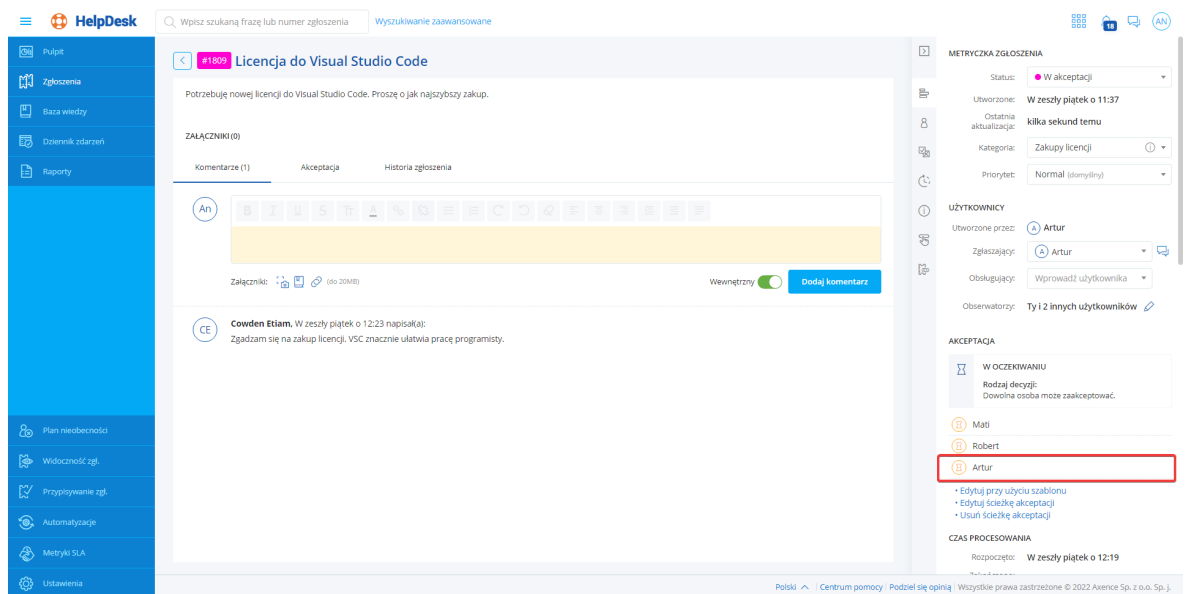 HelpDesk
Wpisz szukaną frazę lub numer zgłoszenia
Wyszukiwanie zaawansowane
18
AN
Pulpit
Zgłoszenia
Baza wiedzy
Dziennik zdarzeń
Raporty
Plan nieobecności
Widoczność zgł.
Przypisywanie zgł.
Automatyzacje
Metryki SLA
Ustawienia
#1809 Licencja do Visual Studio Code
Potrzebuję nowej licencji do Visual Studio Code. Proszę o jak najszybszy zakup.
ZAŁĄCZNIKI (0)
Komentarze (1) Akceptacja Historia zgłoszenia
An
Załączniki: (do 20MB) Wewnętrzny Dodaj komentarz
CE
Cowden Etiam, W zeszły piątek o 12:23 napisał(a):
Zgadzam się na zakup licencji. VSC znacznie ułatwia pracę programisty.
METRYCZKA ZGŁOSZENIA
Status: W akceptacji
Utworzone: W zeszły piątek o 11:37
Ostatnia aktualizacja: kilka sekund temu
Kategoria: Zakupy licencji
Priorytet: Normal (domyślny)
UŻYTKOWNICY
Utworzone przez: A Artur
Zgłaszający: A Artur
Obsługujący: Wprowadź użytkownika
Obserwatorzy: Ty i 2 innych użytkowników
AKCEPTACJA
W OCZEKIWANIU
Rodzaj decyzji:
Dowolna osoba może zaakceptować.
Mati
Robert
Artur
• Edytuj przy użyciu szablonu
• Edytuj ścieżkę akceptacji
• Usuń ścieżkę akceptacji
CZAS PROCESOWANIA
Rozpoczęto: W zeszły piątek o 12:19
Polski | Centrum pomocy | Podziel się opinią | Wszystkie prawa zastrzeżone © 2022 Axence Sp. z o.o. Sp. j.